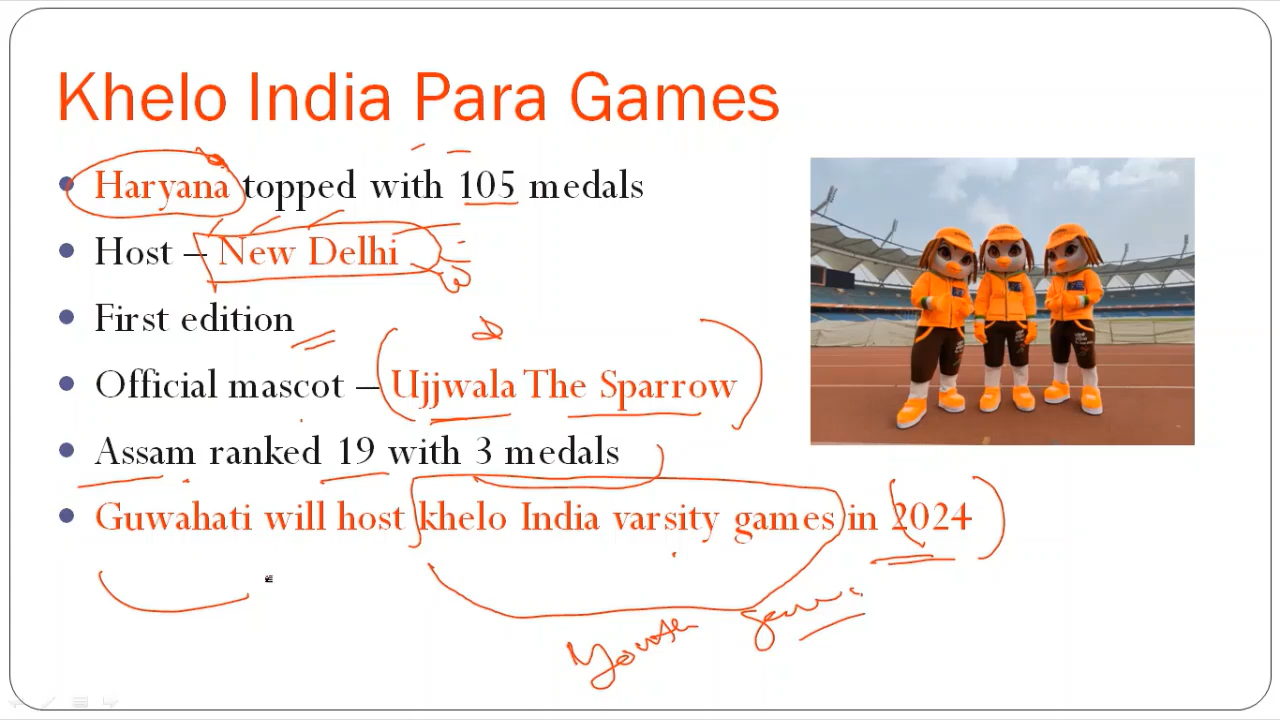 Khelo India Para Games
Haryana topped with 105 medals
Host – New Delhi
First edition
Official mascot – Ujjwala The Sparrow
Assam ranked 19 with 3 medals
Guwahati will host khelo India varsity games in 2024
Youth